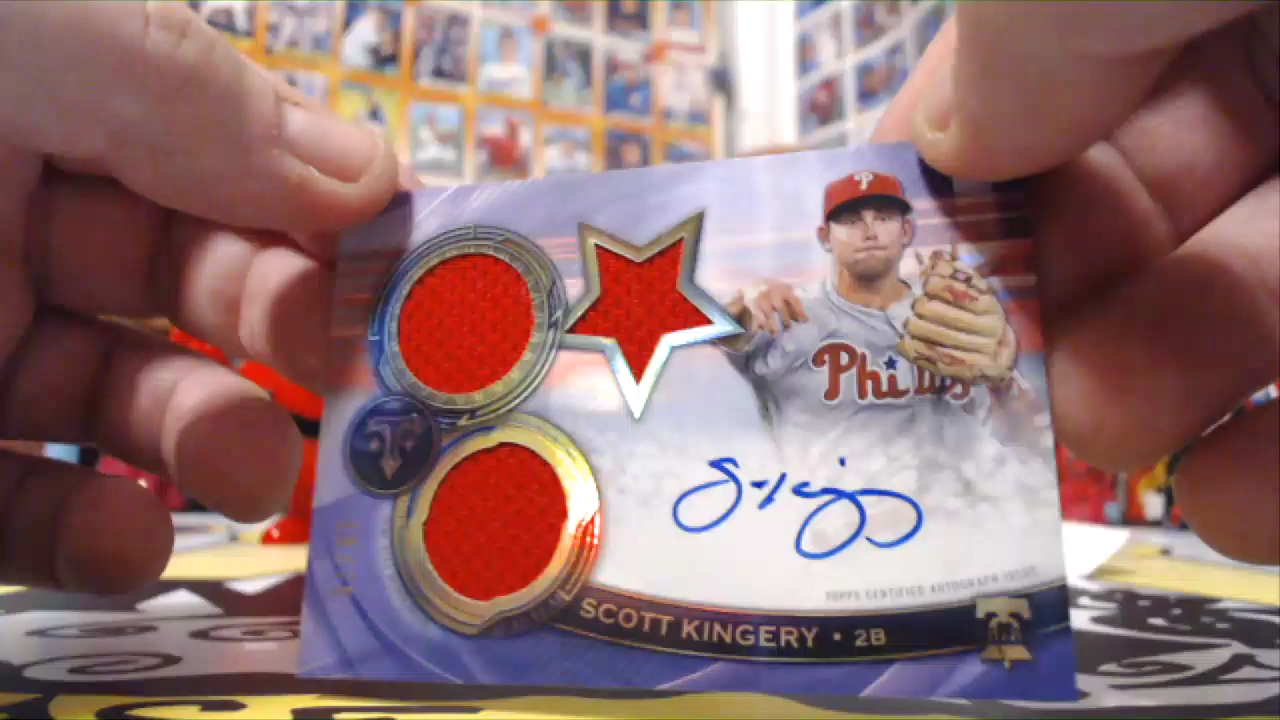 P
Phillies
TOPPS CERTIFIED AUTOGRAPH ISSUE
SCOTT KINGERY • 2B